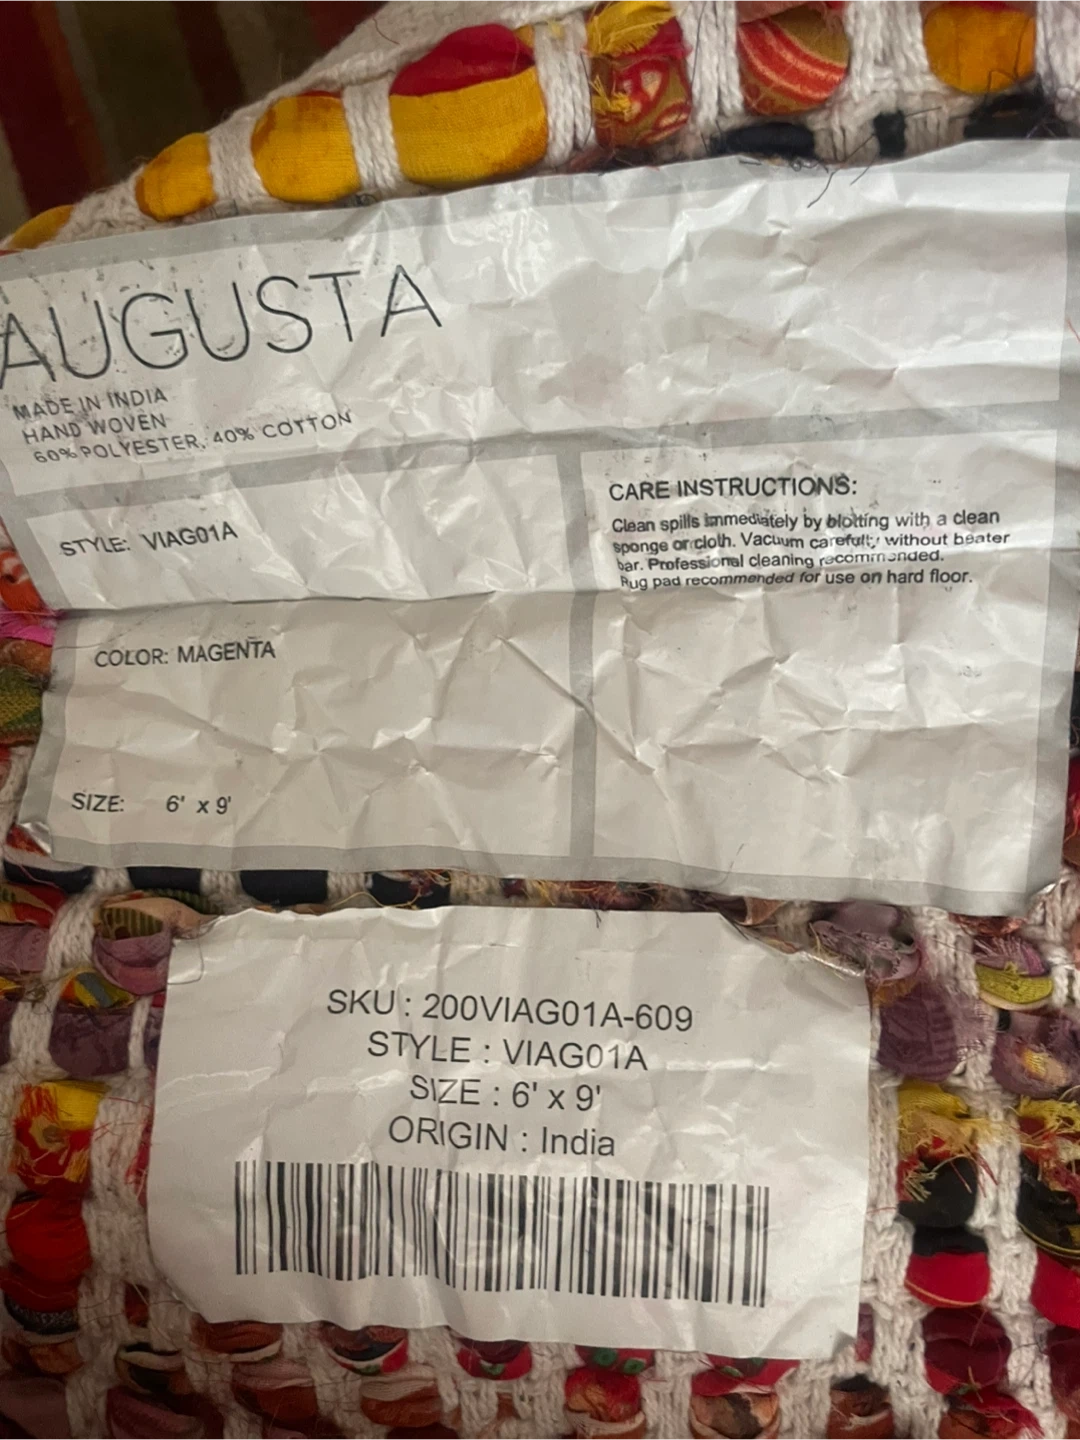 AUGUSTA
MADE IN INDIA
HAND WOVEN
60% POLYESTER, 40% COTTON
STYLE: VIAG01A
COLOR: MAGENTA
SIZE: 6' x 9'
CARE INSTRUCTIONS:
Clean spills immediately by blotting with a clean
sponge or cloth. Vacuum carefully without beater
bar. Professional cleaning recommended.
Rug pad recommended for use on hard floor.
SKU : 200VIAG01A-609
STYLE : VIAG01A
SIZE : 6' x 9'
ORIGIN : India